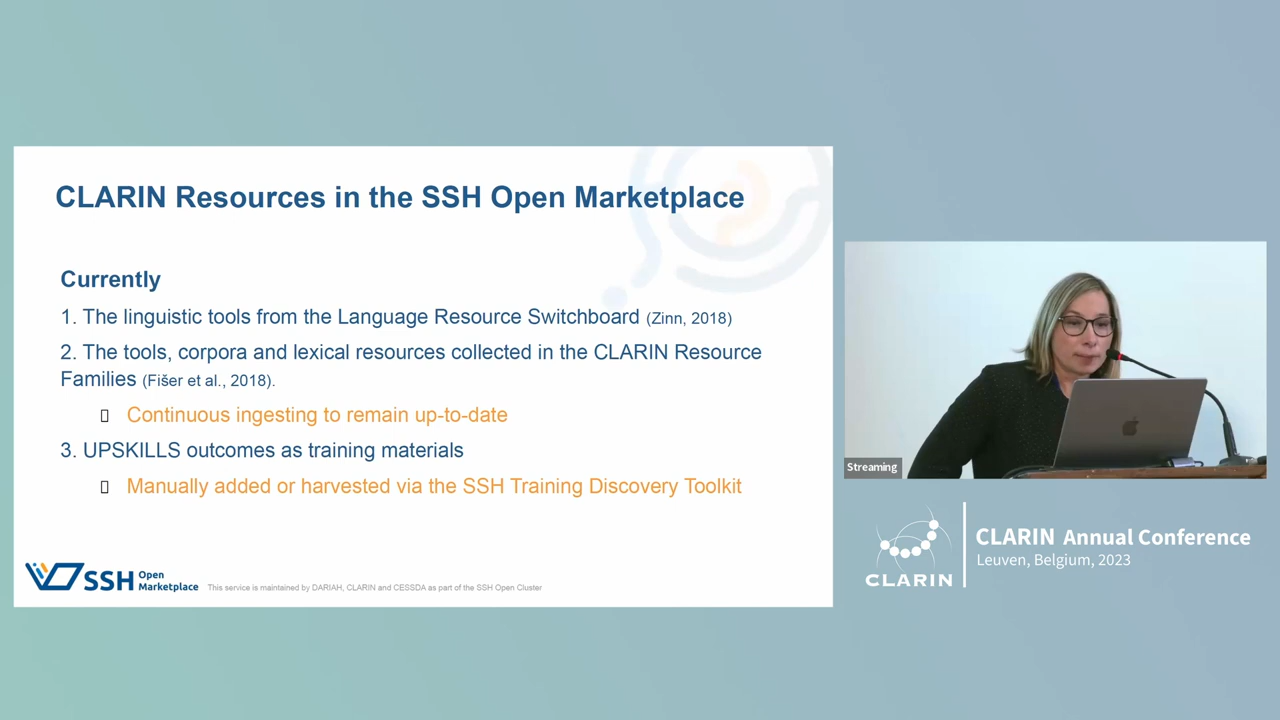 CLARIN Resources in the SSH Open Marketplace
Currently
1. The linguistic tools from the Language Resource Switchboard (Zinn, 2018)
2. The tools, corpora and lexical resources collected in the CLARIN Resource
Families (Fišer et al., 2018).
Continuous ingesting to remain up-to-date
3. UPSKILLS outcomes as training materials
Manually added or harvested via the SSH Training Discovery Toolkit
SSH Open
Marketplace
This service is maintained by DARIAH, CLARIN and CESSDA as part of the SSH Open Cluster
Streaming
CLARIN
CLARIN Annual Conference
Leuven, Belgium, 2023